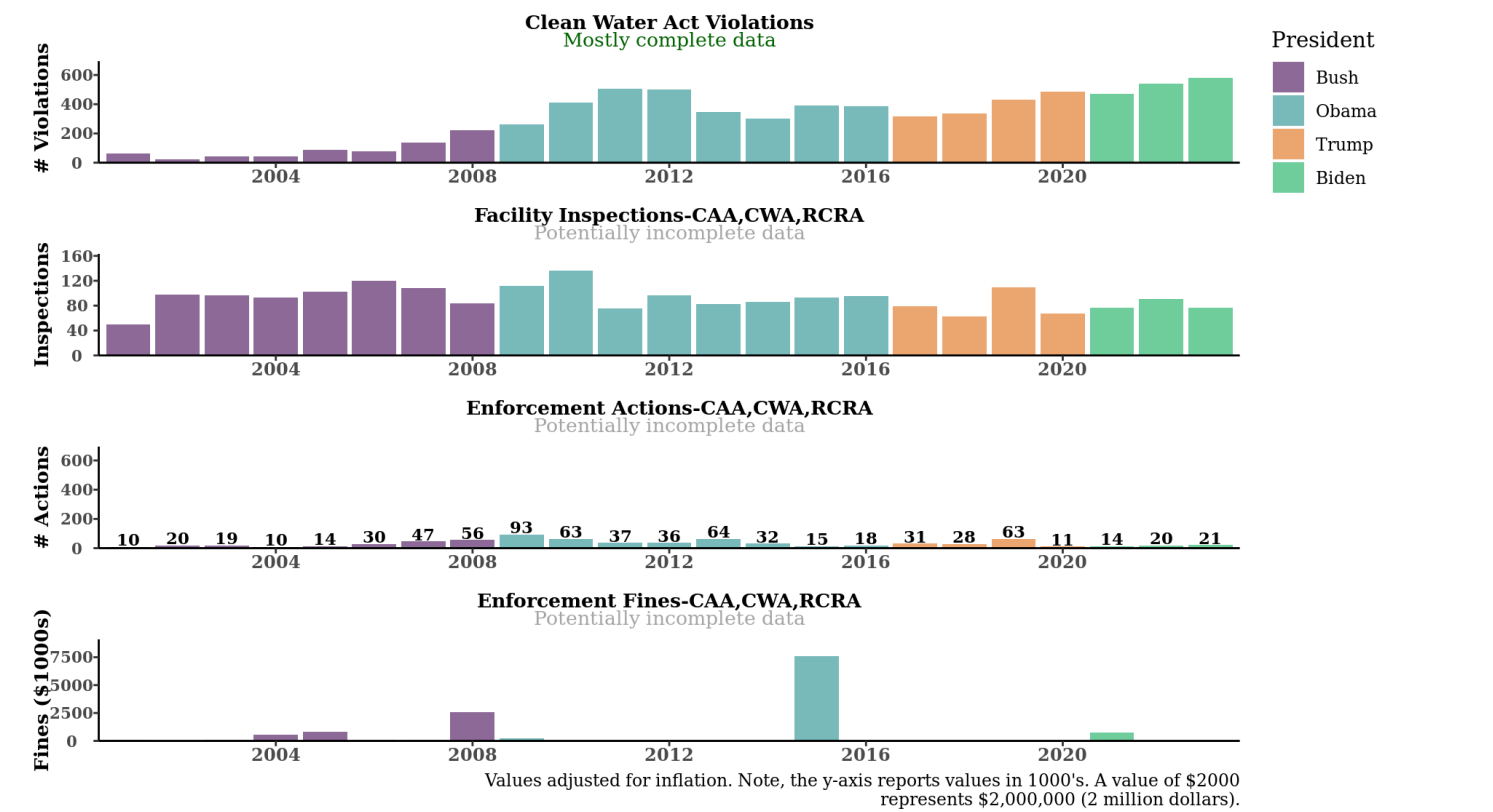 Clean Water Act Violations
Mostly complete data
# Violations
600
400
200
0
2004 2008 2012 2016 2020
President
Bush
Obama
Trump
Biden
Facility Inspections-CAA,CWA,RCRA
Potentially incomplete data
Inspections
160
120
80
40
0
2004 2008 2012 2016 2020
Enforcement Actions-CAA,CWA,RCRA
Potentially incomplete data
# Actions
600
400
200
0
10 20 19 10 14 30 47 56 93 63 37 36 64 32 15 18 31 28 63 11 14 20 21
2004 2008 2012 2016 2020
Enforcement Fines-CAA,CWA,RCRA
Potentially incomplete data
Fines ($1000s)
7500
5000
2500
0
2004 2008 2012 2016 2020
Values adjusted for inflation. Note, the y-axis reports values in 1000's. A value of $2000
represents $2,000,000 (2 million dollars).